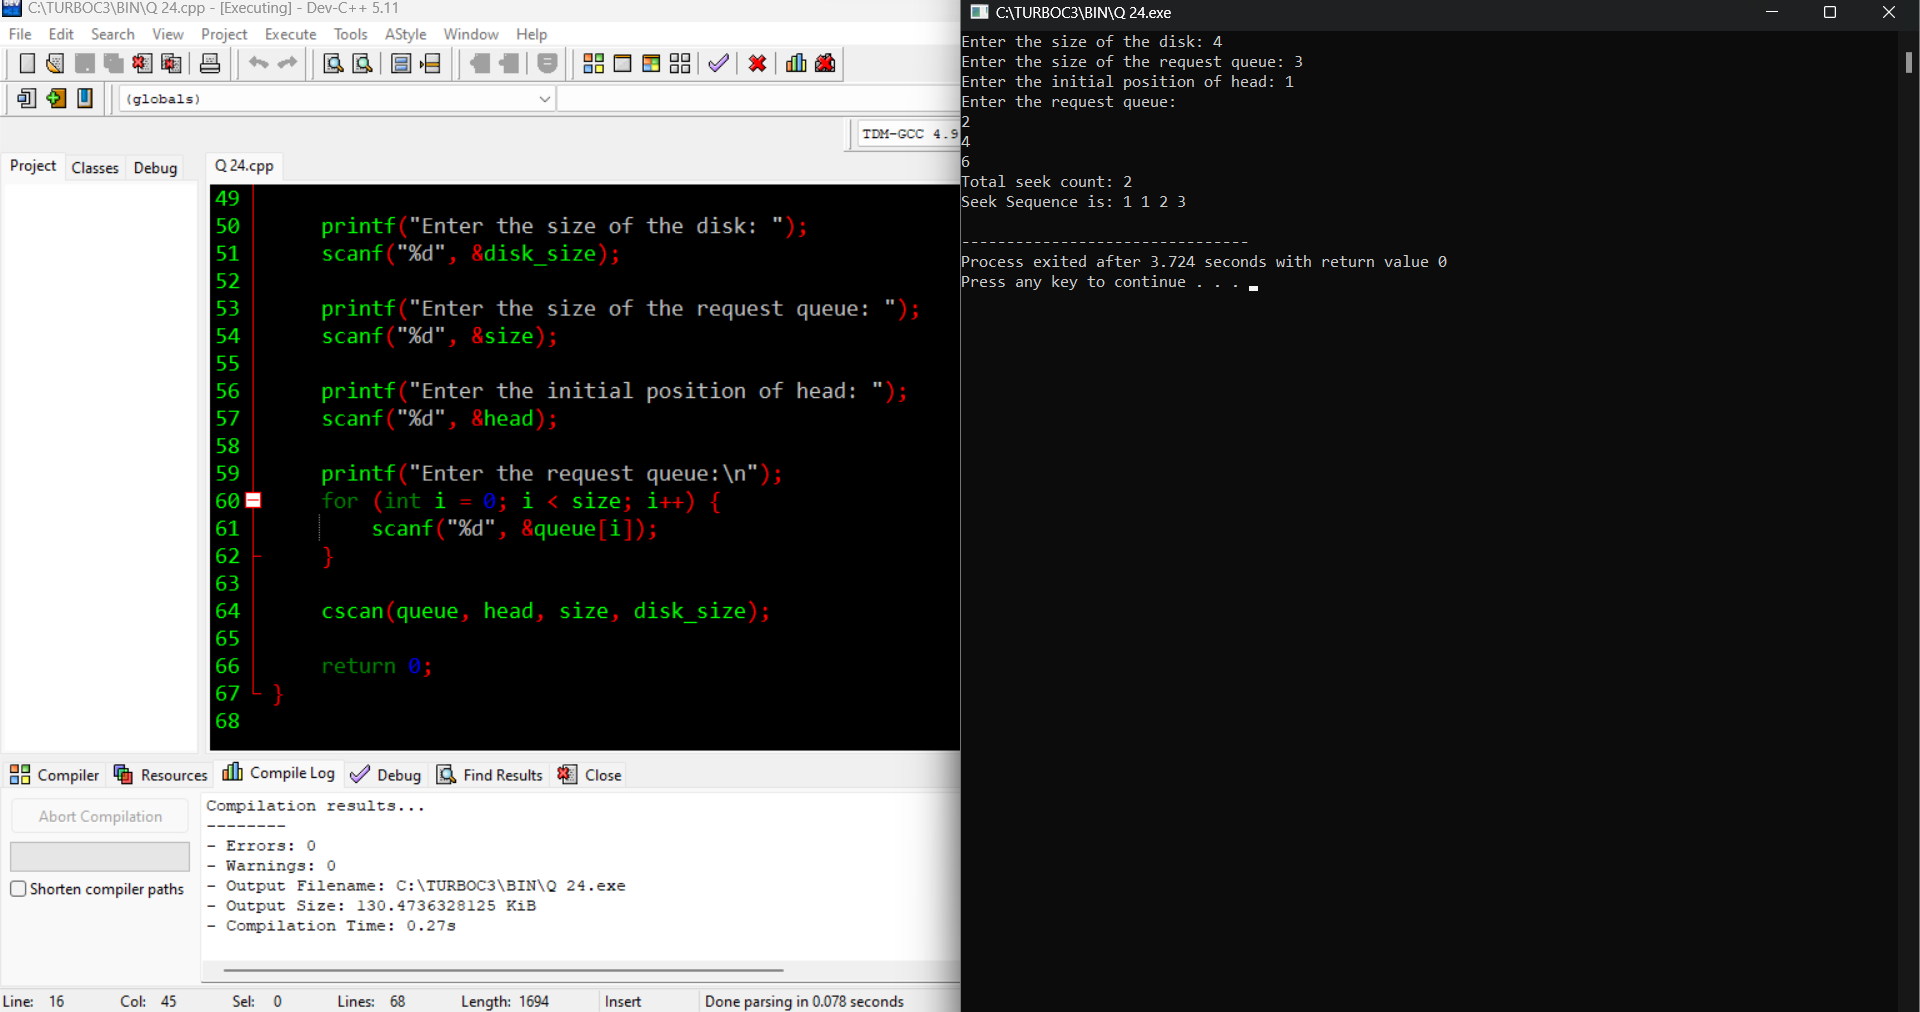 C:\TURBOC3\BIN\Q 24.cpp - [Executing] - Dev-C++ 5.11
File Edit Search View Project Execute Tools AStyle Window Help
(globals)
TDM-GCC 4.9
Project Classes Debug
Q 24.cpp
49
50 printf("Enter the size of the disk: ");
51 scanf("%d", &disk_size);
52
53 printf("Enter the size of the request queue: ");
54 scanf("%d", &size);
55
56 printf("Enter the initial position of head: ");
57 scanf("%d", &head);
58
59 printf("Enter the request queue:\n");
60 for (int i = 0; i < size; i++) {
61 scanf("%d", &queue[i]);
62 }
63
64 cscan(queue, head, size, disk_size);
65
66 return 0;
67 }
68
Compiler Resources Compile Log Debug Find Results Close
Abort Compilation
Shorten compiler paths
Compilation results...
--------
- Errors: 0
- Warnings: 0
- Output Filename: C:\TURBOC3\BIN\Q 24.exe
- Output Size: 130.4736328125 KiB
- Compilation Time: 0.27s
Line: 16 Col: 45 Sel: 0 Lines: 68 Length: 1694 Insert Done parsing in 0.078 seconds
C:\TURBOC3\BIN\Q 24.exe
Enter the size of the disk: 4
Enter the size of the request queue: 3
Enter the initial position of head: 1
Enter the request queue:
2
4
6
Total seek count: 2
Seek Sequence is: 1 1 2 3
--------------------------------
Process exited after 3.724 seconds with return value 0
Press any key to continue . . .